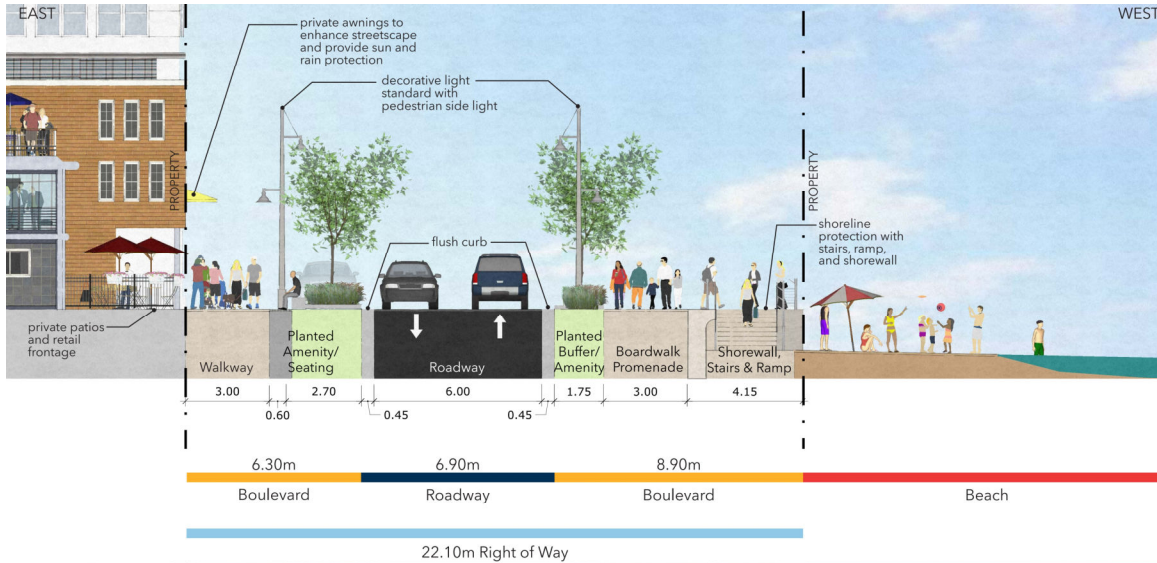 EAST
WEST
private awnings to
enhance streetscape
and provide sun and
rain protection
decorative light
standard with
pedestrian side light
PROPERTY
PROPERTY
flush curb
shoreline
protection with
stairs, ramp,
and shorewall
private patios
and retail
frontage
Walkway
Planted
Amenity/
Seating
Roadway
Planted
Buffer/
Amenity
Boardwalk
Promenade
Shorewall,
Stairs & Ramp
3.00
2.70
6.00
1.75
3.00
4.15
0.60
0.45
0.45
6.30m
6.90m
8.90m
Boulevard
Roadway
Boulevard
Beach
22.10m Right of Way